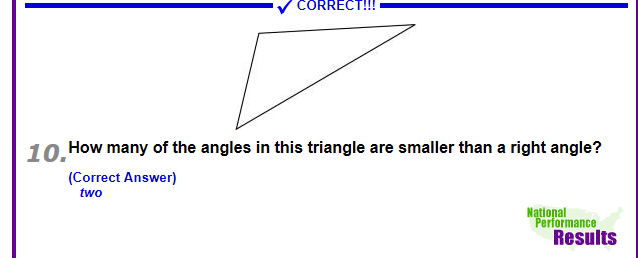 ✓ CORRECT!!!
10. How many of the angles in this triangle are smaller than a right angle?
(Correct Answer)
two
National
Performance
Results